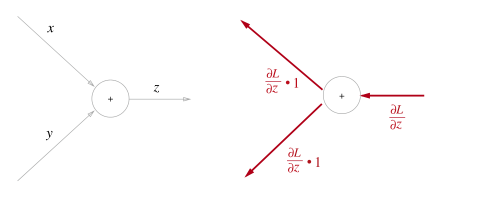 x
z
y
+
∂L/∂z • 1
+
∂L/∂z
∂L/∂z • 1